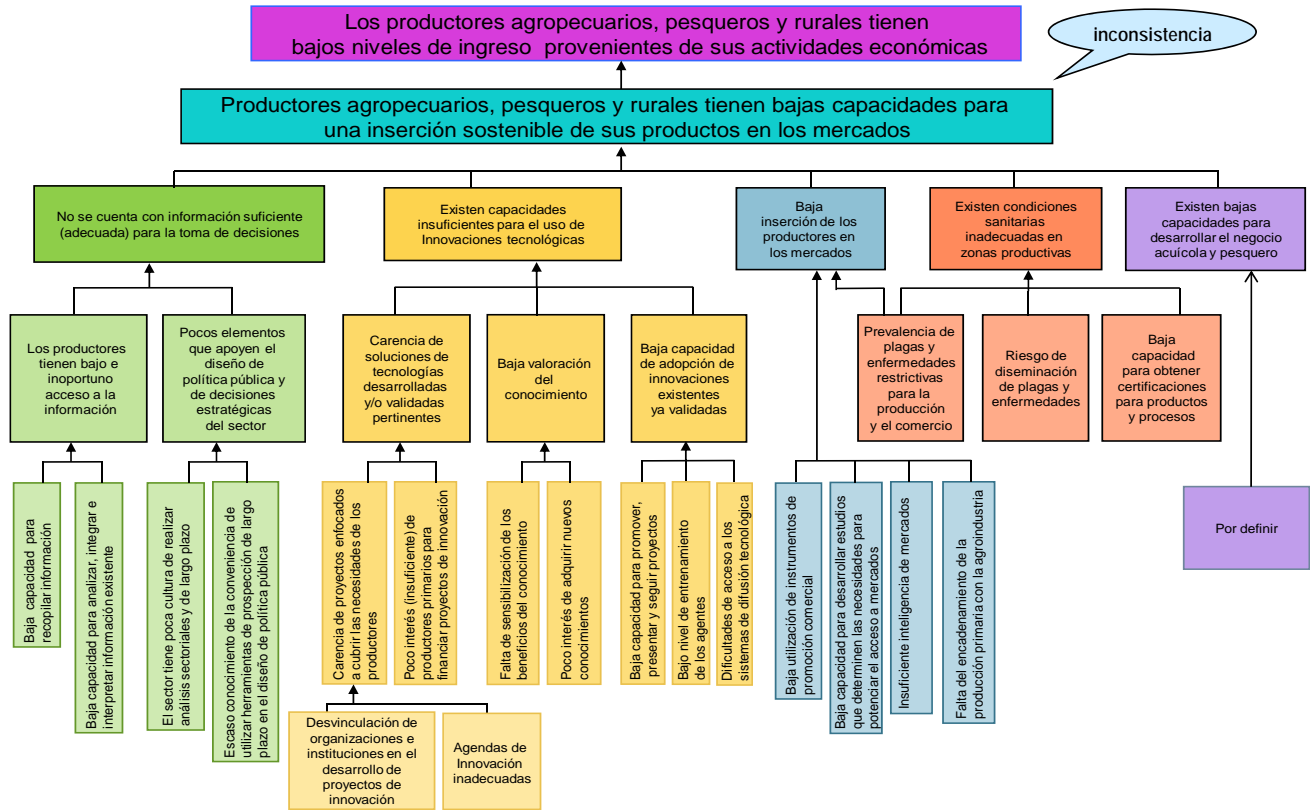 Los productores agropecuarios, pesqueros y rurales tienen
bajos niveles de ingreso provenientes de sus actividades económicas
inconsistencia
Productores agropecuarios, pesqueros y rurales tienen bajas capacidades para
una inserción sostenible de sus productos en los mercados
No se cuenta con información suficiente
(adecuada) para la toma de decisiones
Existen capacidades
insuficientes para el uso de
Innovaciones tecnológicas
Baja
inserción de los
productores en
los mercados
Existen condiciones
sanitarias
inadecuadas en
zonas productivas
Existen bajas
capacidades para
desarrollar el negocio
acuícola y pesquero
Los productores
tienen bajo e
inoportuno
acceso a la
información
Pocos elementos
que apoyen el
diseño de
política pública y
de decisiones
estratégicas
del sector
Carencia de
soluciones de
tecnologías
desarrolladas
y/o validadas
pertinentes
Baja valoración
del
conocimiento
Baja capacidad
de adopción de
innovaciones
existentes
ya validadas
Prevalencia de
plagas y
enfermedades
restrictivas
para la
producción
y el comercio
Riesgo de
diseminación
de plagas y
enfermedades
Baja
capacidad
para obtener
certificaciones
para productos
y procesos
Baja capacidad para
recopilar información
Baja capacidad para analizar, integrar e
interpretar información existente
El sector tiene poca cultura de realizar
análisis sectoriales y de largo plazo
Escaso conocimiento de la conveniencia de
utilizar herramientas de prospección de largo
plazo en el diseño de política pública
Carencia de proyectos enfocados
a cubrir las necesidades de los
productores
Poco interés (insuficiente) de
productores primarios para
financiar proyectos de innovación
Falta de sensibilización de los
beneficios del conocimiento
Poco interés de adquirir nuevos
conocimientos
Baja capacidad para promover,
presentar y seguir proyectos
Bajo nivel de entrenamiento
de los agentes
Dificultades de acceso a los
sistemas de difusión tecnológica
Baja utilización de instrumentos de
promoción comercial
Baja capacidad para desarrollar estudios
que determinen las necesidades para
potenciar el acceso a mercados
Insuficiente inteligencia de mercados
Falta del encadenamiento de la
producción primaria con la agroindustria
Por definir
Desvinculación de
organizaciones e
instituciones en el
desarrollo de
proyectos de
innovación
Agendas de
Innovación
inadecuadas